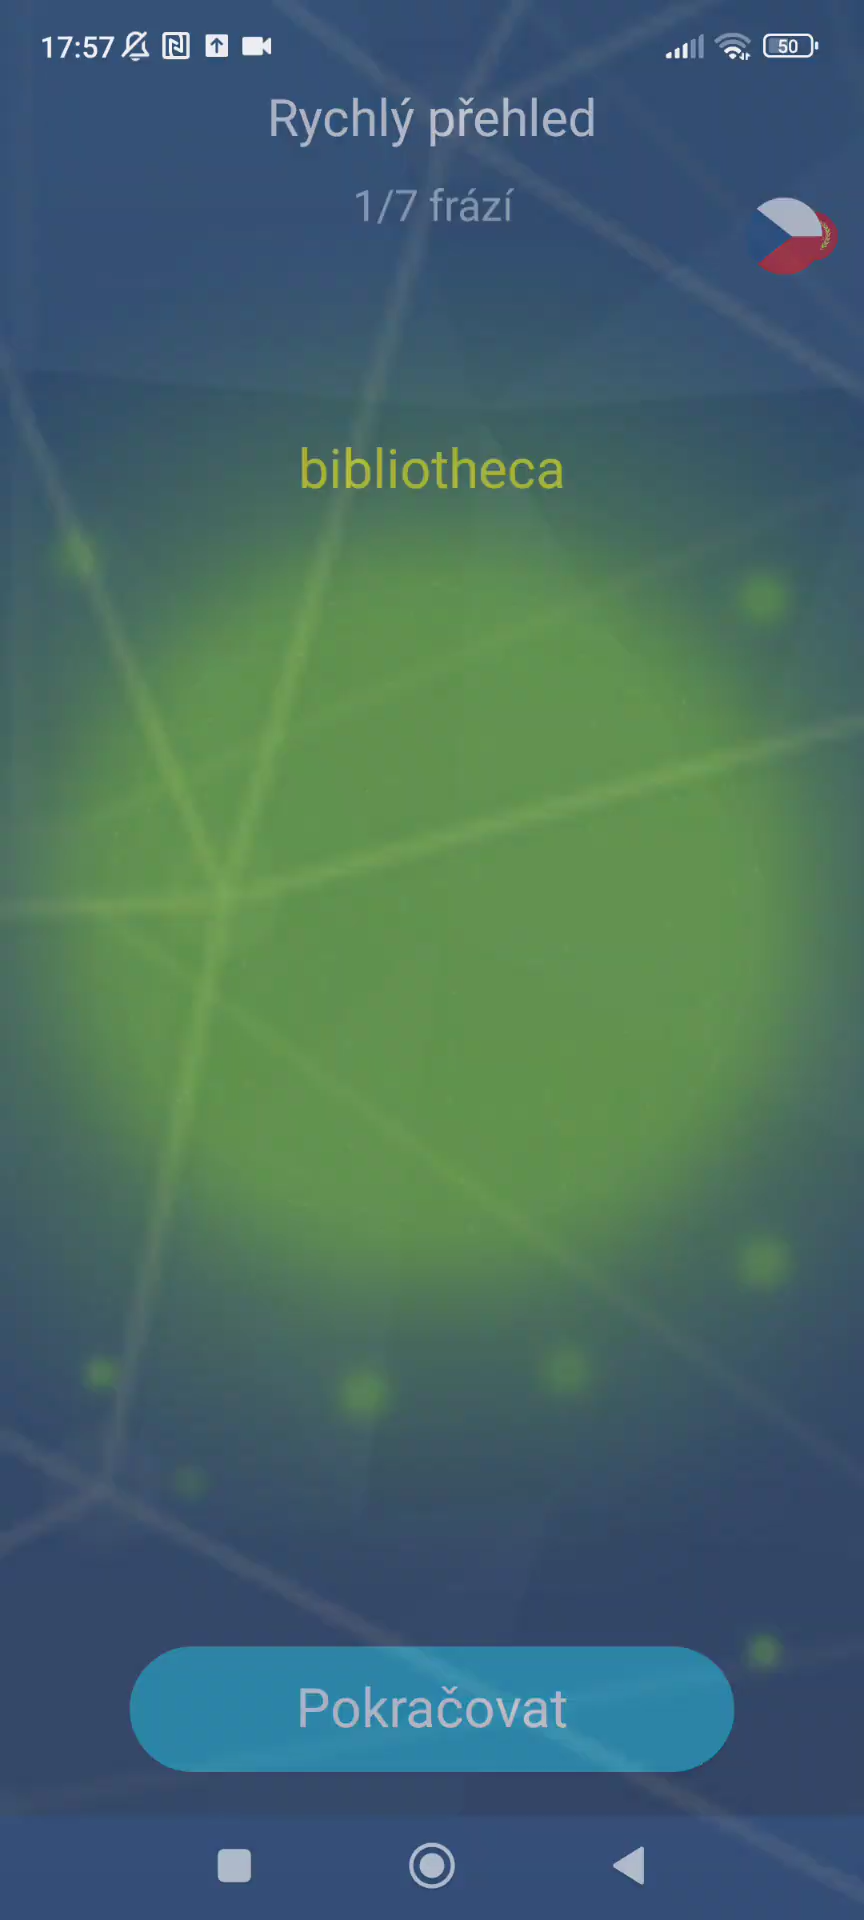 17:57
50
Rychlý přehled
1/7 frází
bibliotheca
Pokračovat